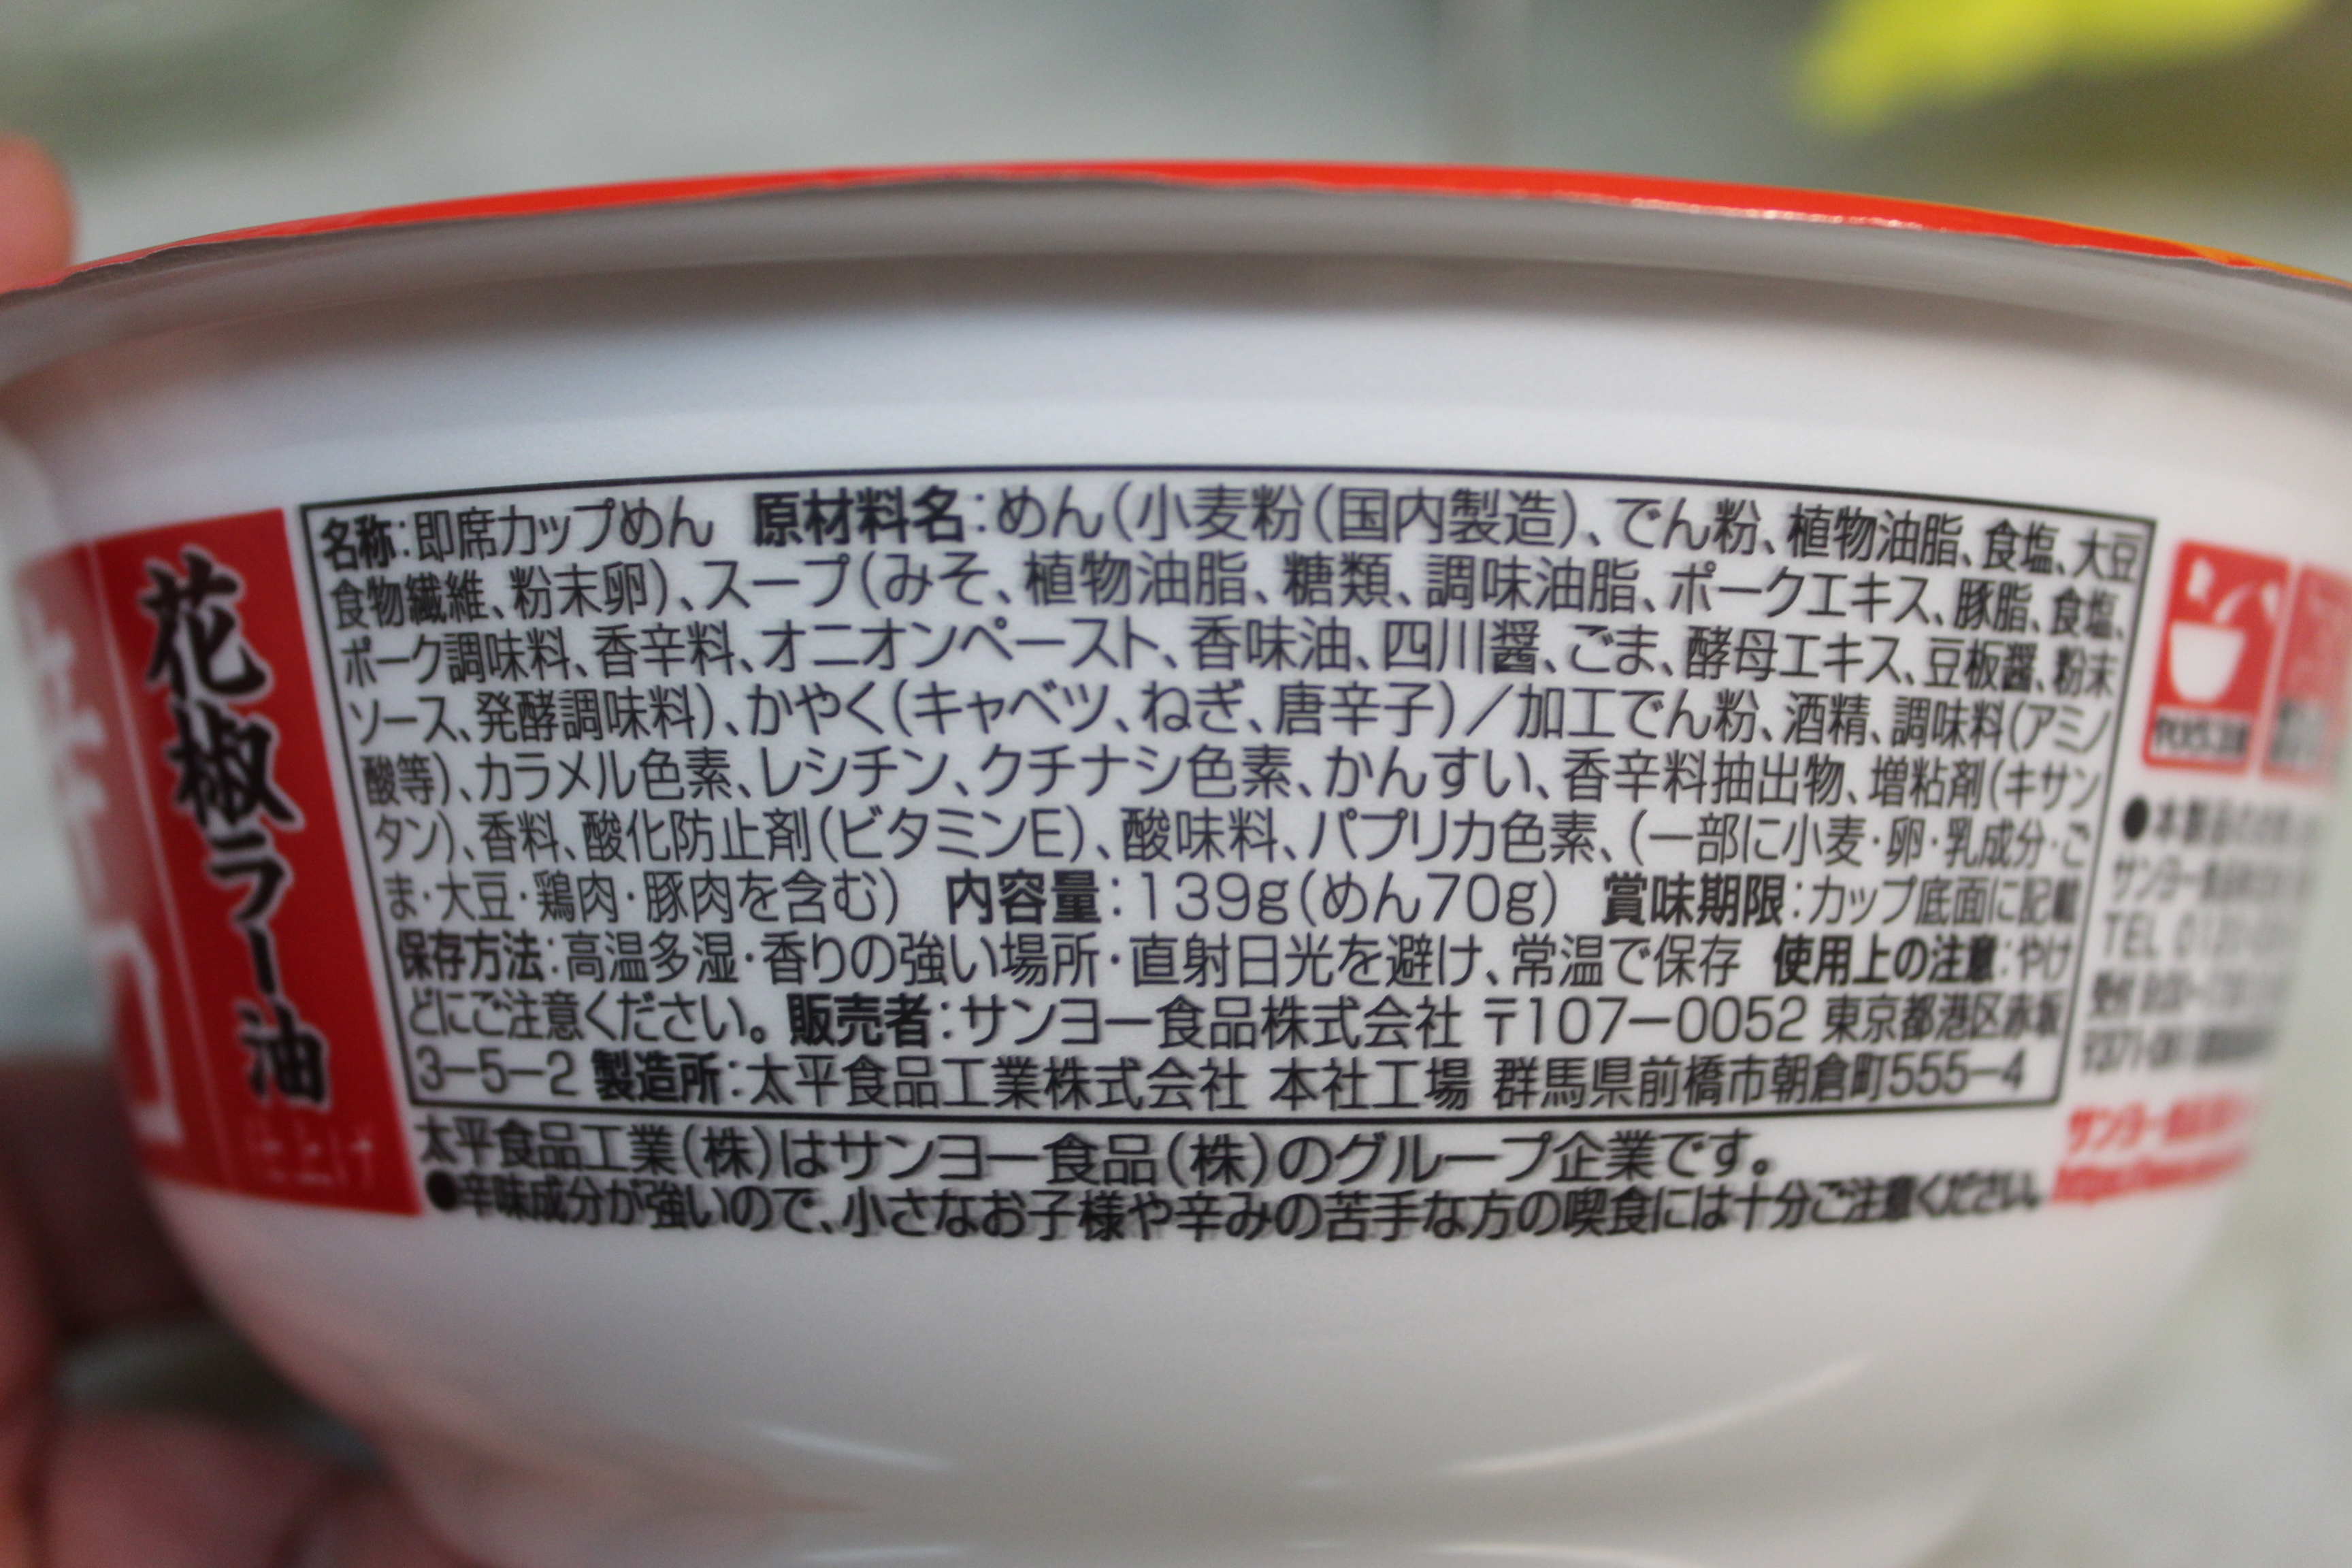 花椒ラー油
仕上げ
名称:即席カップめん 原材料名:めん(小麦粉(国内製造)、でん粉、植物油脂、食塩、大豆
食物繊維、粉末卵)、スープ(みそ、植物油脂、糖類、調味油脂、ポークエキス、豚脂、食塩、
ポーク調味料、香辛料、オニオンペースト、香味油、四川醤、ごま、酵母エキス、豆板醤、粉末
ソース、発酵調味料)、かやく(キャベツ、ねぎ、唐辛子)/加工でん粉、酒精、調味料(アミノ
酸等)、カラメル色素、レシチン、クチナシ色素、かんすい、香辛料抽出物、増粘剤(キサン
タン)、香料、酸化防止剤(ビタミンE)、酸味料、パプリカ色素、(一部に小麦・卵・乳成分・ご
ま・大豆・鶏肉・豚肉を含む) 内容量:139g(めん70g) 賞味期限:カップ底面に記載
保存方法:高温多湿・香りの強い場所・直射日光を避け、常温で保存 使用上の注意:やけ
どにご注意ください。販売者:サンヨー食品株式会社 〒107-0052 東京都港区赤坂
3-5-2 製造所:太平食品工業株式会社 本社工場 群馬県前橋市朝倉町555-4
太平食品工業(株)はサンヨー食品(株)のグループ企業です。
●辛味成分が強いので、小さなお子様や辛みの苦手な方の喫食には十分ご注意ください。
●本製品の
サンヨー食品
TEL
サンヨー食品